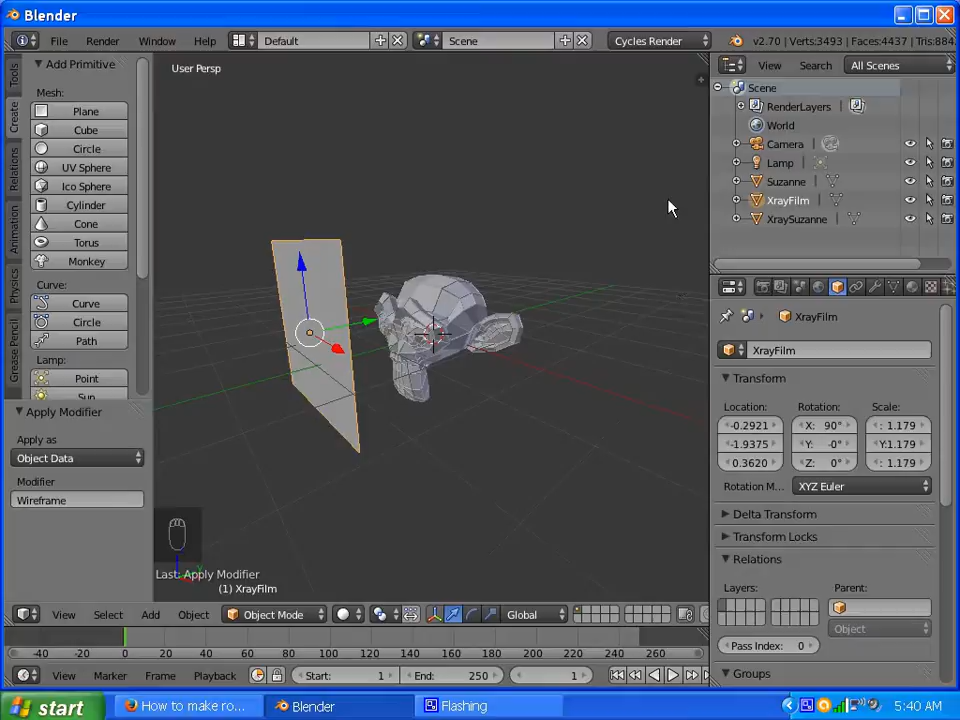 Blender
File Render Window Help Default Scene Cycles Render v2.70 | Verts:3493 | Faces:4437 | Tris:884
Tools
Create
Relations
Animation
Physics
Grease Pencil
Add Primitive
Mesh:
Plane
Cube
Circle
UV Sphere
Ico Sphere
Cylinder
Cone
Torus
Monkey
Curve:
Curve
Circle
Path
Lamp:
Point
Sun
Apply Modifier
Apply as
Object Data
Modifier
Wireframe
User Persp
Last: Apply Modifier
(1) XrayFilm
View Select Add Object Object Mode Global
View Search All Scenes
Scene
RenderLayers
World
Camera
Lamp
Suzanne
XrayFilm
XraySuzanne
XrayFilm
XrayFilm
Transform
Location: Rotation: Scale:
-0.2921 X: 90° : 1.179
-1.9375 Y: -0° Y:1.179
0.3620 Z: 0° : 1.179
Rotation M... XYZ Euler
Delta Transform
Transform Locks
Relations
Layers: Parent:
Object
Pass Index: 0
Groups
-40 -20 0 20 40 60 80 100 120 140 160 180 200 220 240 260
View Marker Frame Playback Start: 1 End: 250 1
start How to make ro... Blender Flashing 5:40 AM